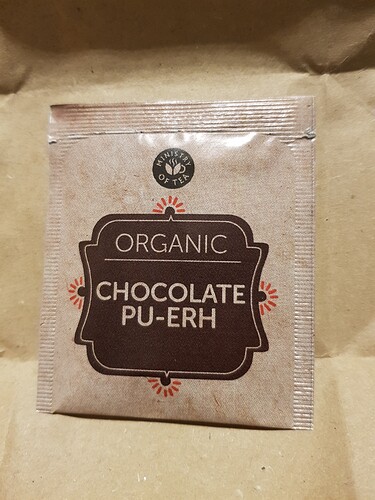 MINISTRY
OF TEA
ORGANIC
CHOCOLATE
PU-ERH